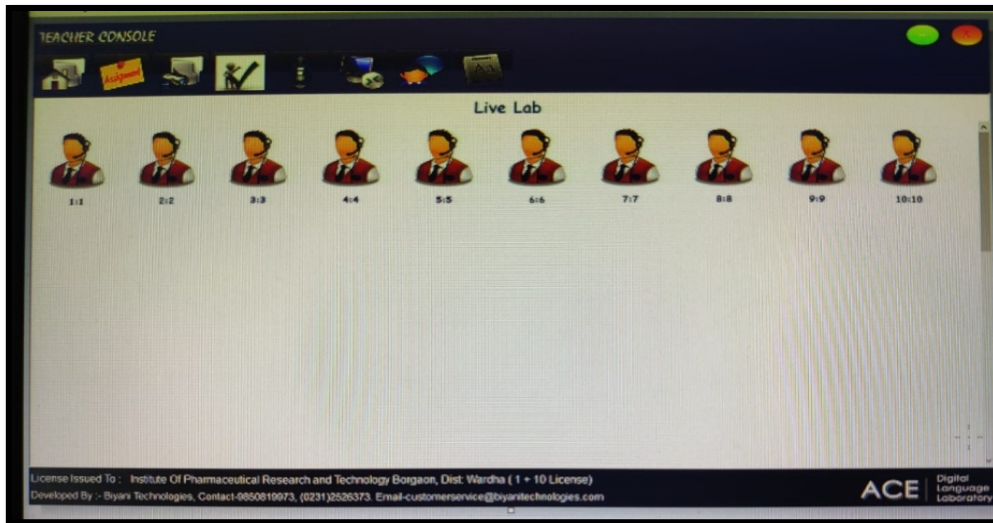 TEACHER CONSOLE
Assignment
Live Lab
1:1 2:2 3:3 4:4 5:5 6:6 7:7 8:8 9:9 10:10
License Issued To : Institute Of Pharmaceutical Research and Technology Borgaon, Dist: Wardha ( 1 + 10 License)
Developed By :- Biyani Technologies, Contact-9850819973, (0231)2526373. Email-customerservice@biyanitechnologies.com
ACE Digital
Language
Laboratory